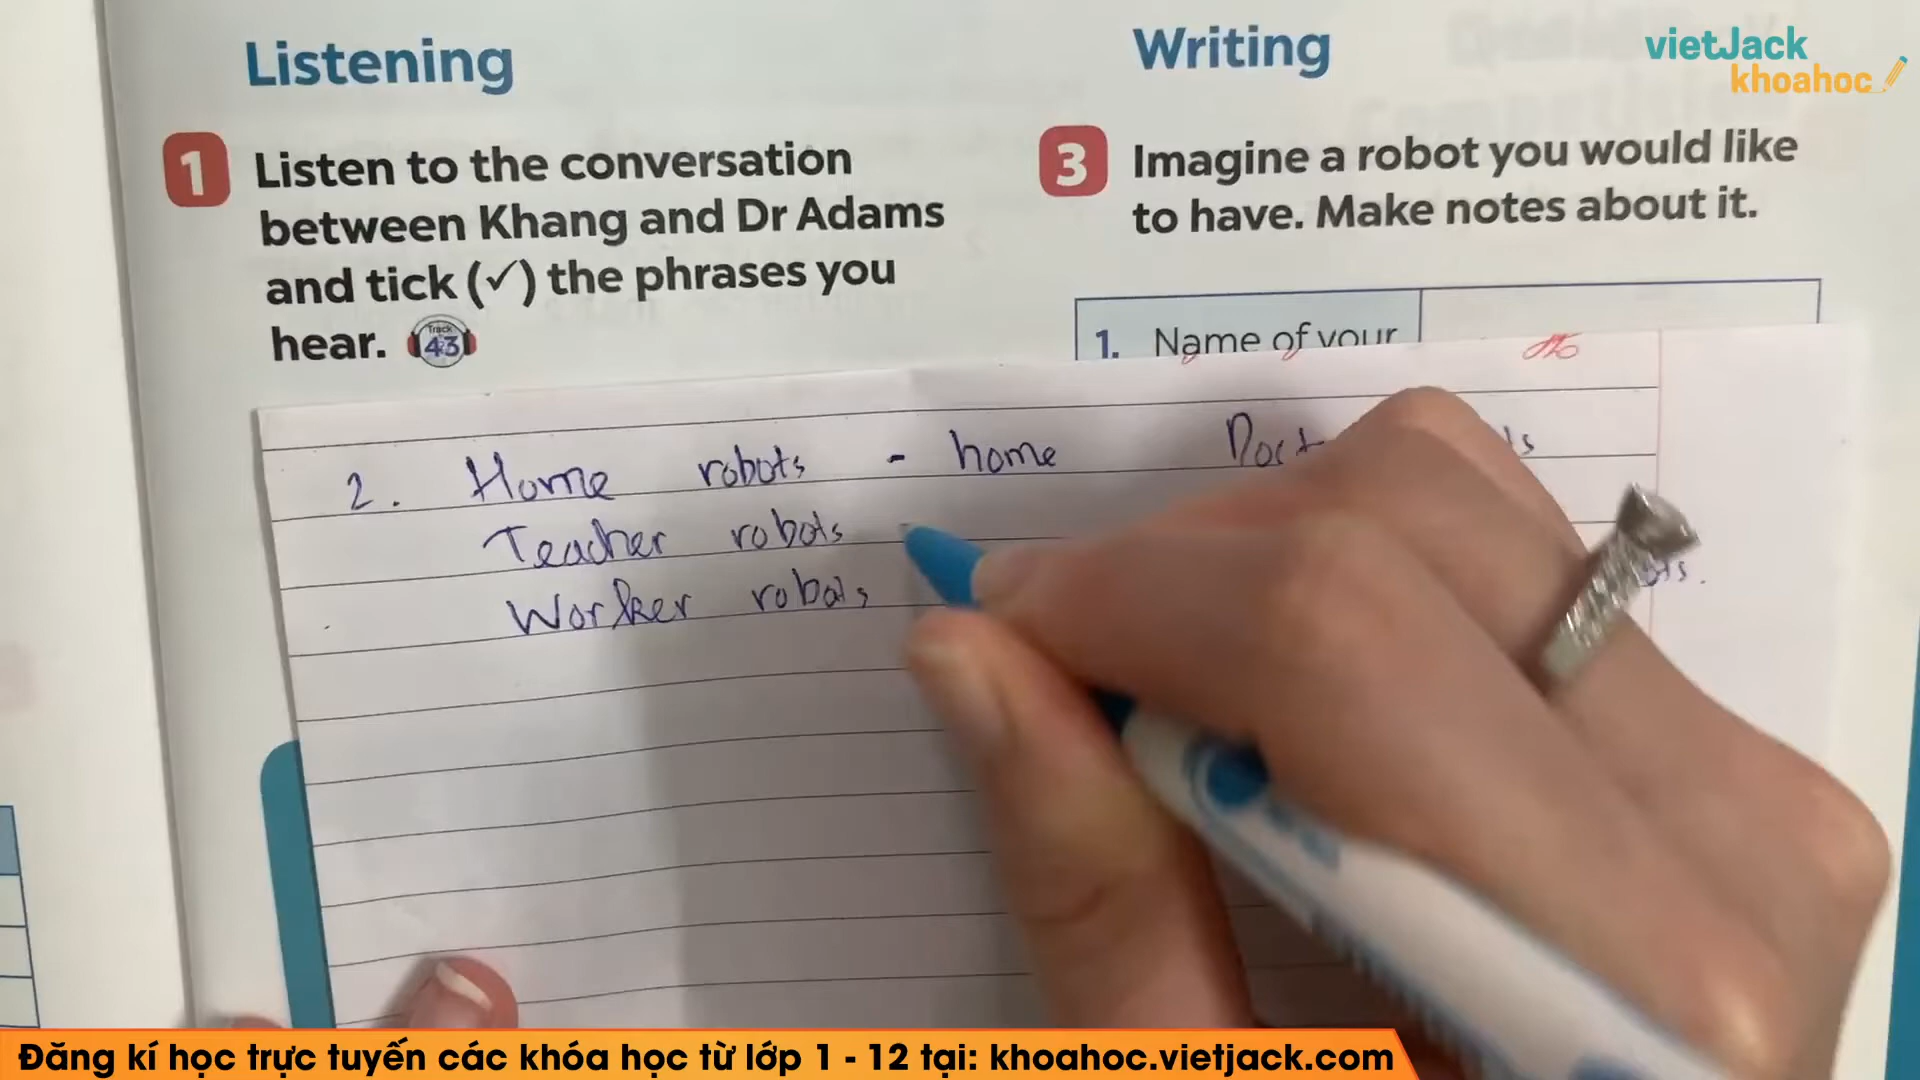 Listening
1 Listen to the conversation
between Khang and Dr Adams
and tick (✓) the phrases you
hear. Track 43
Writing
3 Imagine a robot you would like
to have. Make notes about it.
1. Name of your
2. Home robots - home
Teacher robots
Worker robots
vietJack
khoahoc
Đăng kí học trực tuyến các khóa học từ lớp 1 - 12 tại: khoahoc.vietjack.com